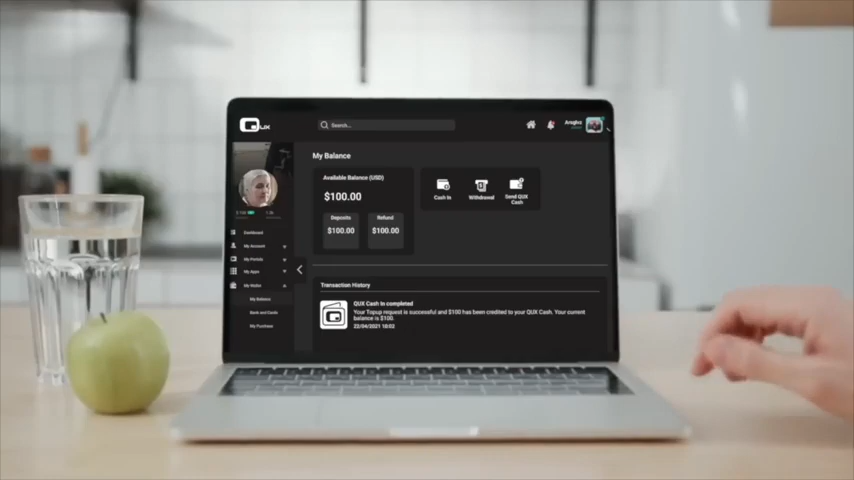 QUX
Search...
My Balance
Available Balance (USD)
$100.00
Deposits
$100.00
Refund
$100.00
Cash In
Withdrawal
Send QUX
Cash
Dashboard
My Account
My Portals
My Apps
My Wallet
My Balance
Bank and Cards
My Purchase
Transaction History
QUX Cash In completed
Your Topup request is successful and $100 has been credited to your QUX Cash. Your current
balance is $100.
22/04/2021 10:02